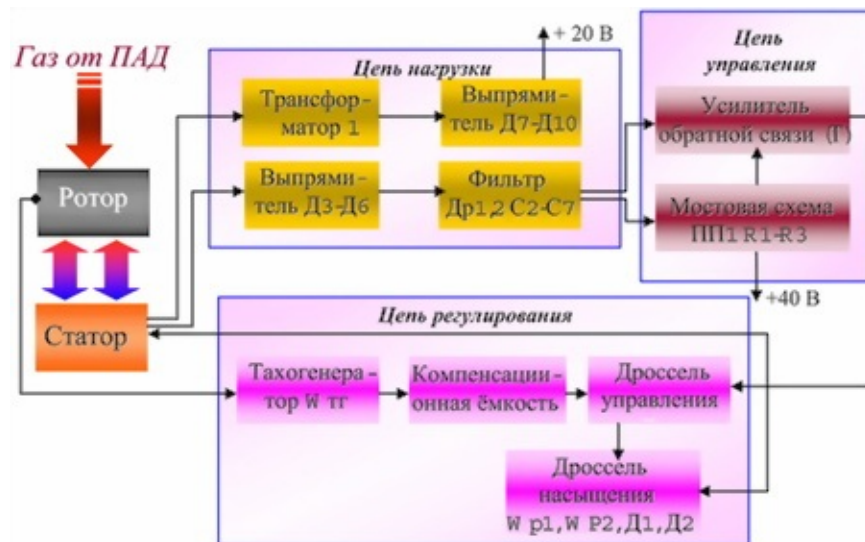 Газ от ПАД
+ 20 В
Цепь нагрузки
Цепь
управления
Трансфор-
матор 1
Выпрями-
тель Д7-Д10
Усилитель
обратной связи (Г)
Ротор
Выпрями-
тель Д3-Д6
Фильтр
Др1,2 С2-С7
Мостовая схема
ПП1 R1-R3
+40 В
Статор
Цепь регулирования
Тахогенера-
тор W тг
Компенсаци-
онная ёмкость
Дроссель
управления
Дроссель
насыщения
W р1,W Р2,Д1,Д2